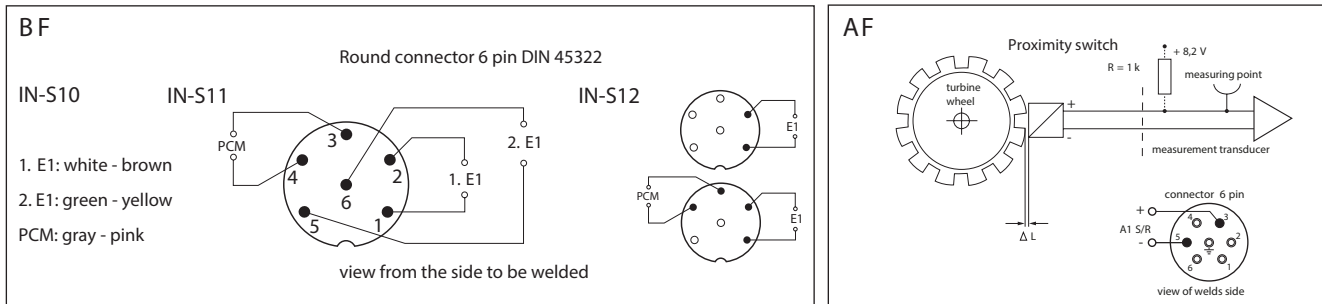 BF
Round connector 6 pin DIN 45322
IN-S10
IN-S11
IN-S12
1. E1: white - brown
2. E1: green - yellow
PCM: gray - pink
PCM
3
4
2
6
5
1
1. E1
2. E1
view from the side to be welded
E1
PCM
E1
AF
Proximity switch
turbine
wheel
+
-
R = 1 k
+ 8,2 V
measuring point
measurement transducer
Δ L
connector 6 pin
+
A1 S/R
-
4
3
5
2
6
1
view of welds side